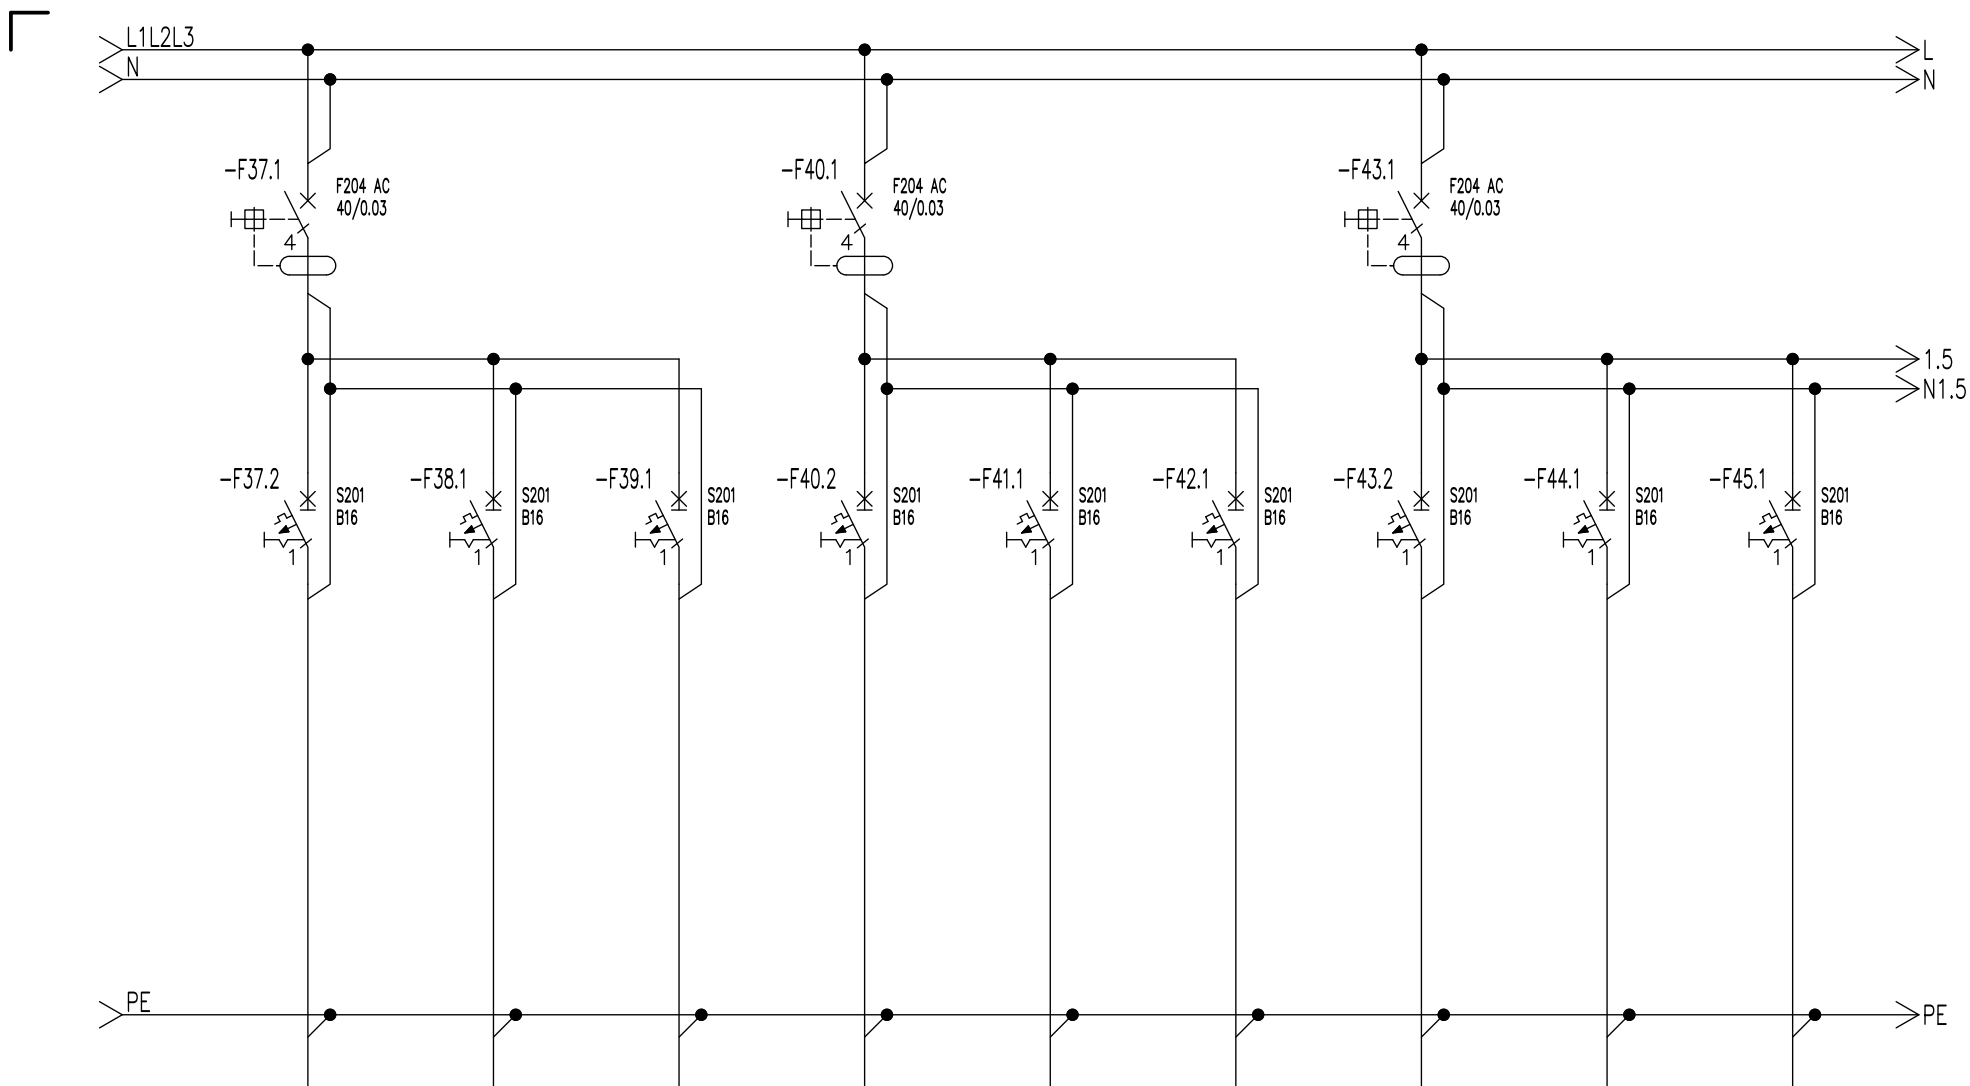 L1L2L3
L
N
N
-F37.1
F204 AC
40/0.03
4
-F40.1
F204 AC
40/0.03
4
-F43.1
F204 AC
40/0.03
4
1.5
N1.5
-F37.2
S201
B16
1
-F38.1
S201
B16
1
-F39.1
S201
B16
1
-F40.2
S201
B16
1
-F41.1
S201
B16
1
-F42.1
S201
B16
1
-F43.2
S201
B16
1
-F44.1
S201
B16
1
-F45.1
S201
B16
1
PE
PE